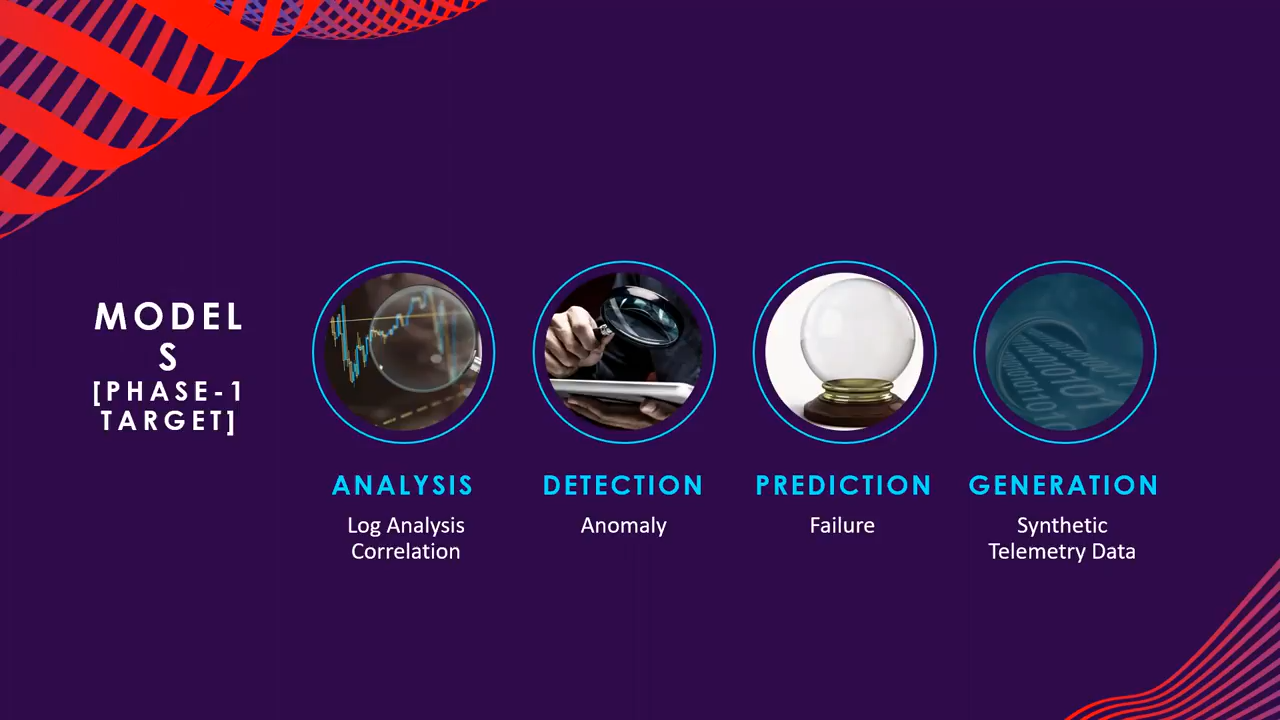 MODEL
S
[PHASE-1
TARGET]
ANALYSIS
Log Analysis
Correlation
DETECTION
Anomaly
PREDICTION
Failure
GENERATION
Synthetic
Telemetry Data